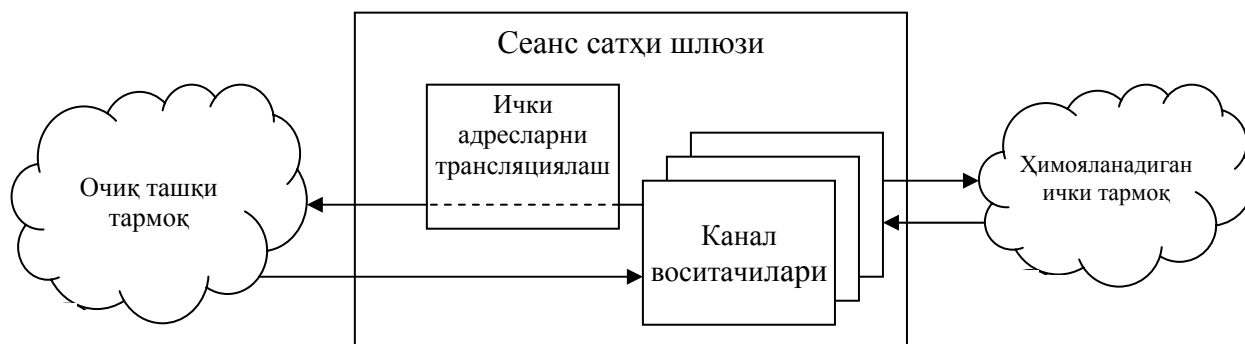 Сеанс сатҳи шлюзи
Ички
адресларни
трансляциялаш
Очиқ ташқи
тармоқ
Канал
воситачилари
Ҳимояланадиган
ички тармоқ